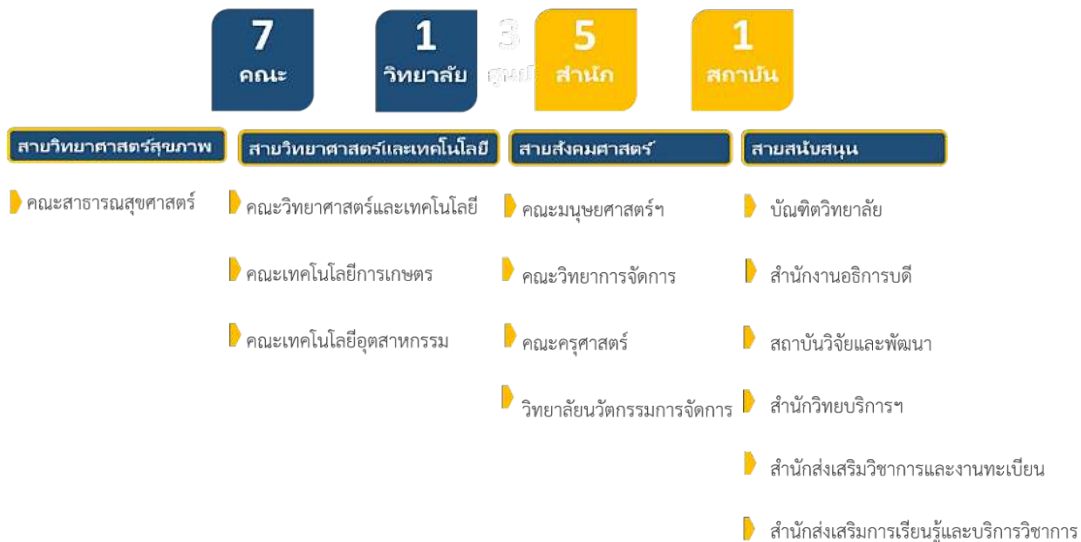 7
คณะ
1
วิทยาลัย
3
ศูนย์
5
สำนัก
1
สถาบัน
สายวิทยาศาสตร์สุขภาพ
คณะสาธารณสุขศาสตร์
สายวิทยาศาสตร์และเทคโนโลยี
คณะวิทยาศาสตร์และเทคโนโลยี
คณะเทคโนโลยีการเกษตร
คณะเทคโนโลยีอุตสาหกรรม
สายสังคมศาสตร์
คณะมนุษยศาสตร์ฯ
คณะวิทยาการจัดการ
คณะครุศาสตร์
วิทยาลัยนวัตกรรมการจัดการ
สายสนับสนุน
บัณฑิตวิทยาลัย
สำนักงานอธิการบดี
สถาบันวิจัยและพัฒนา
สำนักวิทยบริการฯ
สำนักส่งเสริมวิชาการและงานทะเบียน
สำนักส่งเสริมการเรียนรู้และบริการวิชาการ